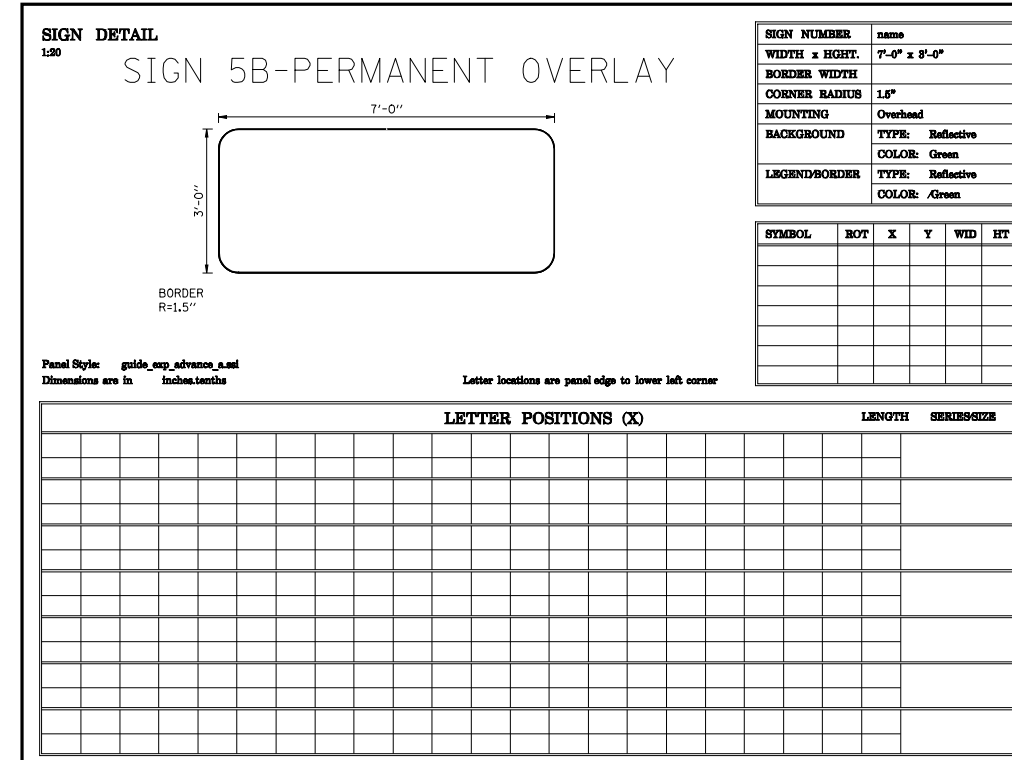 SIGN DETAIL
1:20
SIGN 5B-PERMANENT OVERLAY
7'-0''
3'-0''
BORDER
R=1.5''
Panel Style: guide_exp_advance_a.ssi
Dimensions are in inches.tenths
Letter locations are panel edge to lower left corner
SIGN NUMBER name
WIDTH x HGHT. 7'-0" x 3'-0"
BORDER WIDTH
CORNER RADIUS 1.5"
MOUNTING Overhead
BACKGROUND TYPE: Reflective
COLOR: Green
LEGEND/BORDER TYPE: Reflective
COLOR: /Green
SYMBOL ROT X Y WID HT
LETTER POSITIONS (X) LENGTH SERIES/SIZE